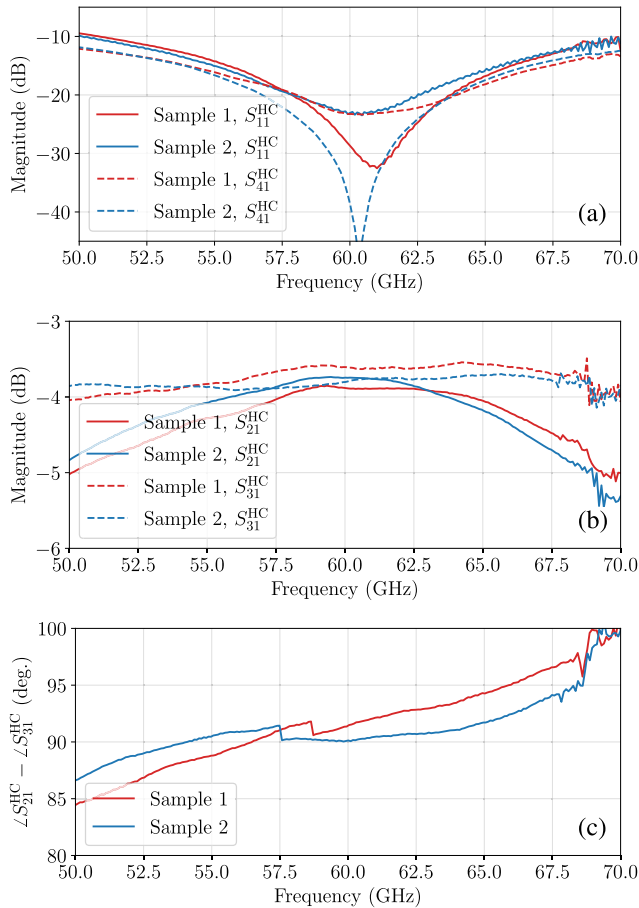 −10
−20
−30
−40
Magnitude (dB)
Sample 1, S₁₁ᴴᶜ
Sample 2, S₁₁ᴴᶜ
Sample 1, S₄₁ᴴᶜ
Sample 2, S₄₁ᴴᶜ
(a)
50.0 52.5 55.0 57.5 60.0 62.5 65.0 67.5 70.0
Frequency (GHz)
−3
−4
−5
−6
Magnitude (dB)
Sample 1, S₂₁ᴴᶜ
Sample 2, S₂₁ᴴᶜ
Sample 1, S₃₁ᴴᶜ
Sample 2, S₃₁ᴴᶜ
(b)
50.0 52.5 55.0 57.5 60.0 62.5 65.0 67.5 70.0
Frequency (GHz)
100
95
90
85
80
∠S₂₁ᴴᶜ − ∠S₃₁ᴴᶜ (deg.)
Sample 1
Sample 2
(c)
50.0 52.5 55.0 57.5 60.0 62.5 65.0 67.5 70.0
Frequency (GHz)